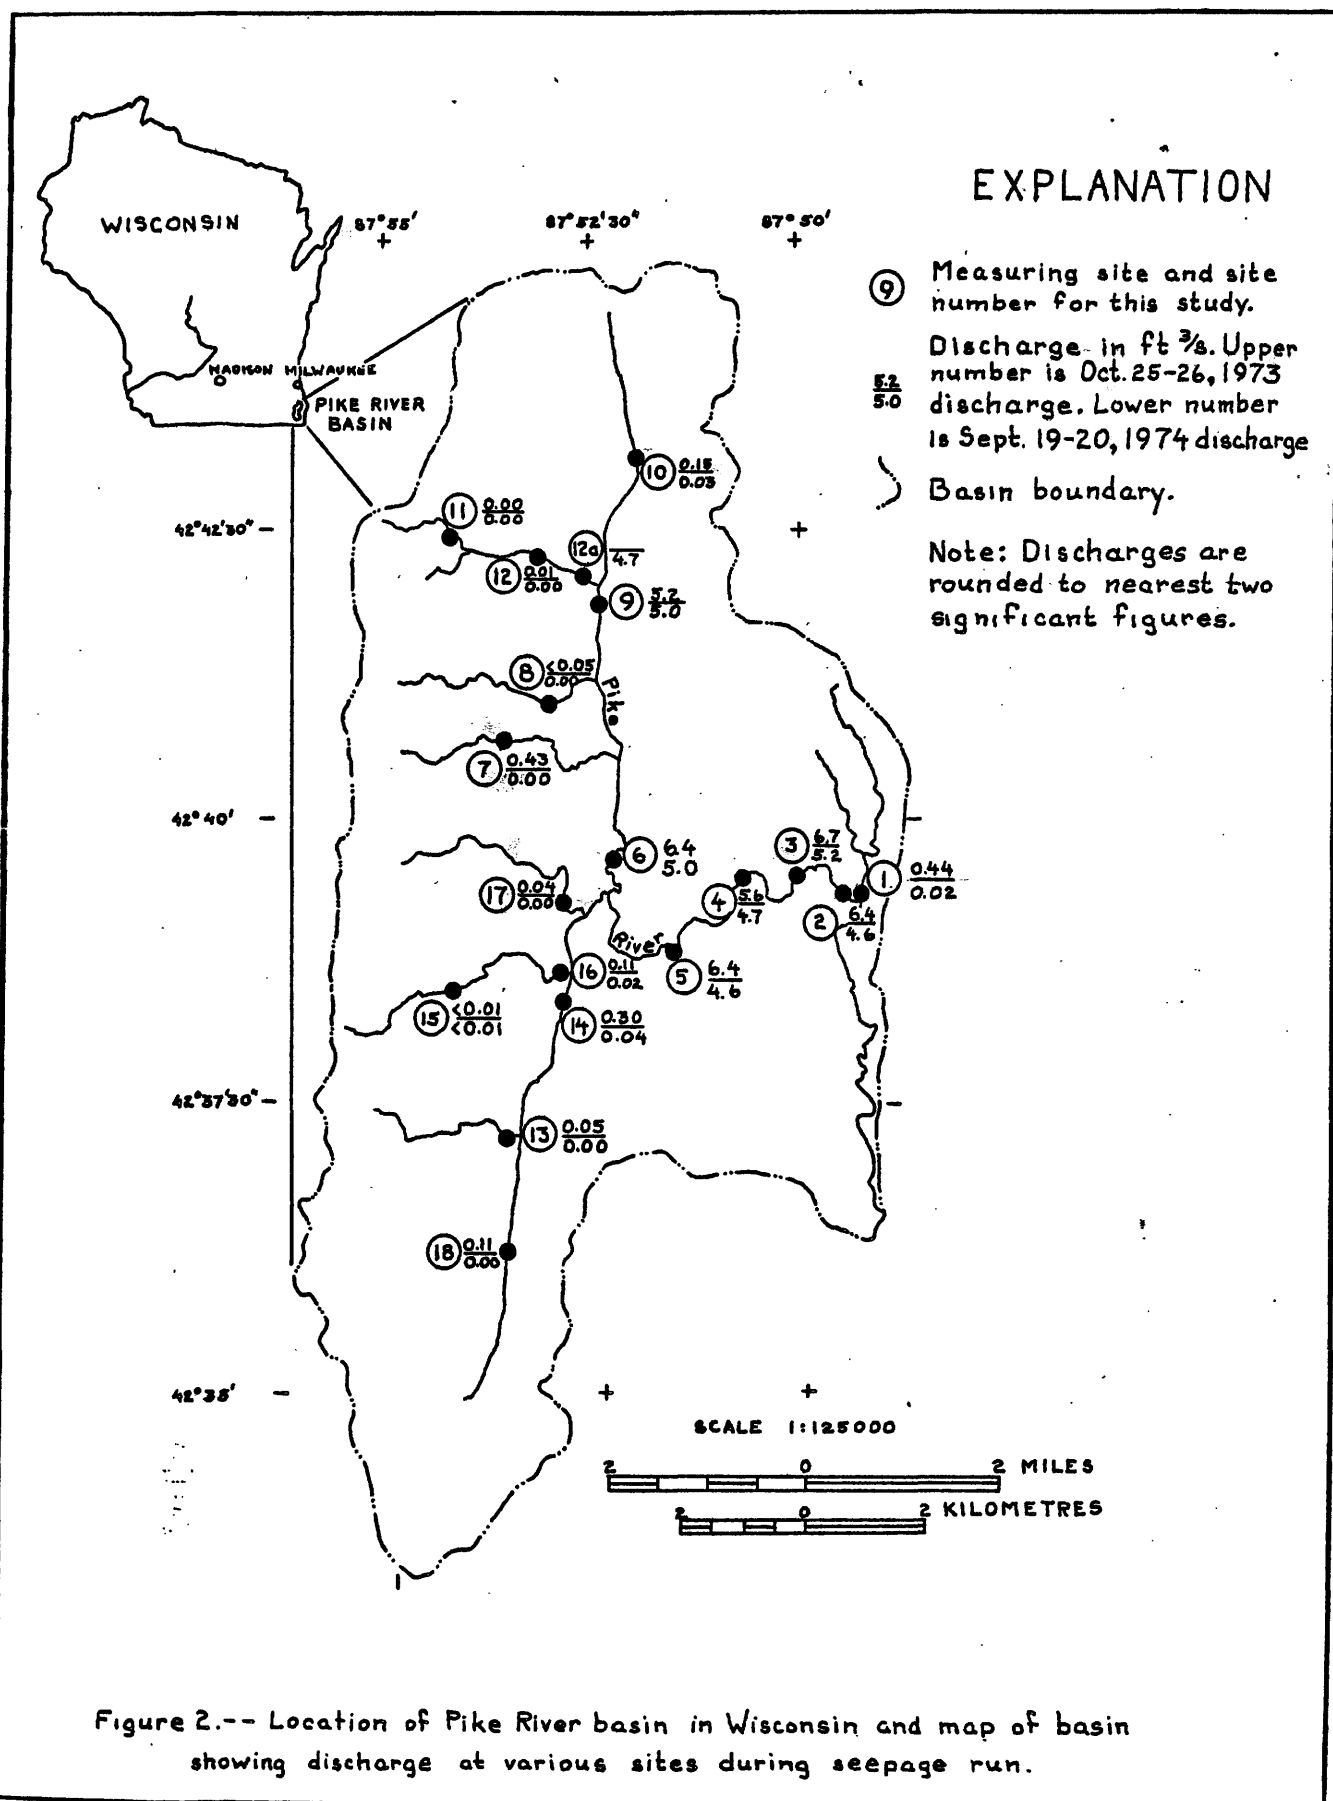 EXPLANATION
WISCONSIN
87°55'
87°52'30"
87°50'
9
Measuring site and site
number for this study.
5.2
5.0
Discharge in ft³/s. Upper
number is Oct. 25-26, 1973
discharge. Lower number
is Sept. 19-20, 1974 discharge
Basin boundary.
Note: Discharges are
rounded to nearest two
significant figures.
MADISON MILWAUKEE
PIKE RIVER
BASIN
10
0.15
0.03
11
0.00
0.00
42°42'30"
12a
4.7
12
0.01
0.00
9
5.2
5.0
8
<0.05
0.00
Pike
7
0.43
0.00
42°40'
6
6.4
5.0
3
6.7
5.2
1
0.44
0.02
17
0.04
0.00
4
5.6
4.7
2
6.4
4.6
River
5
6.4
4.6
16
0.11
0.02
15
<0.01
<0.01
14
0.30
0.04
42°37'30"
13
0.05
0.00
18
0.11
0.00
42°35'
SCALE 1:125000
2 0 2 MILES
2 0 2 KILOMETRES
Figure 2.-- Location of Pike River basin in Wisconsin and map of basin
showing discharge at various sites during seepage run.